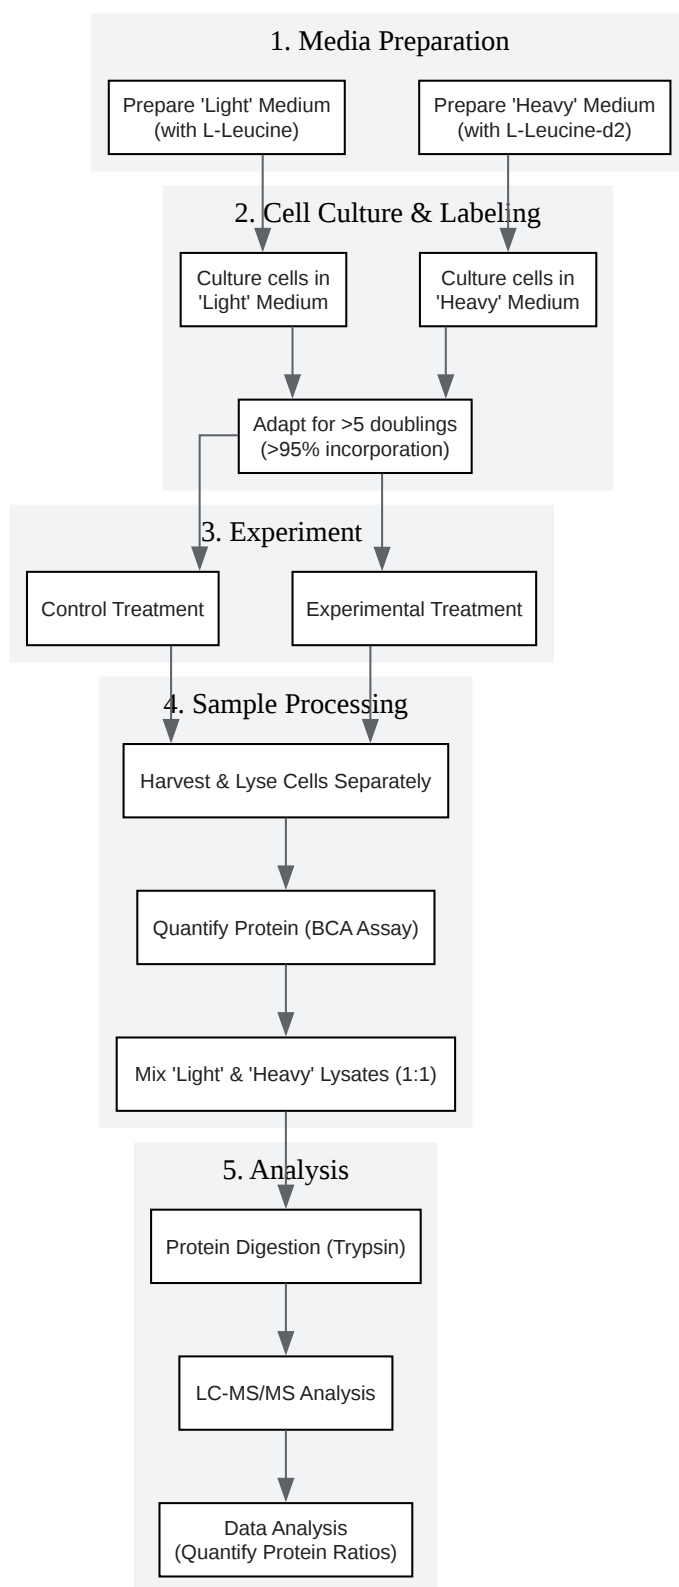 1. Media Preparation
Prepare 'Light' Medium
(with L-Leucine)
Prepare 'Heavy' Medium
(with L-Leucine-d2)
2. Cell Culture & Labeling
Culture cells in
'Light' Medium
Culture cells in
'Heavy' Medium
Adapt for >5 doublings
(>95% incorporation)
3. Experiment
Control Treatment
Experimental Treatment
4. Sample Processing
Harvest & Lyse Cells Separately
Quantify Protein (BCA Assay)
Mix 'Light' & 'Heavy' Lysates (1:1)
5. Analysis
Protein Digestion (Trypsin)
LC-MS/MS Analysis
Data Analysis
(Quantify Protein Ratios)